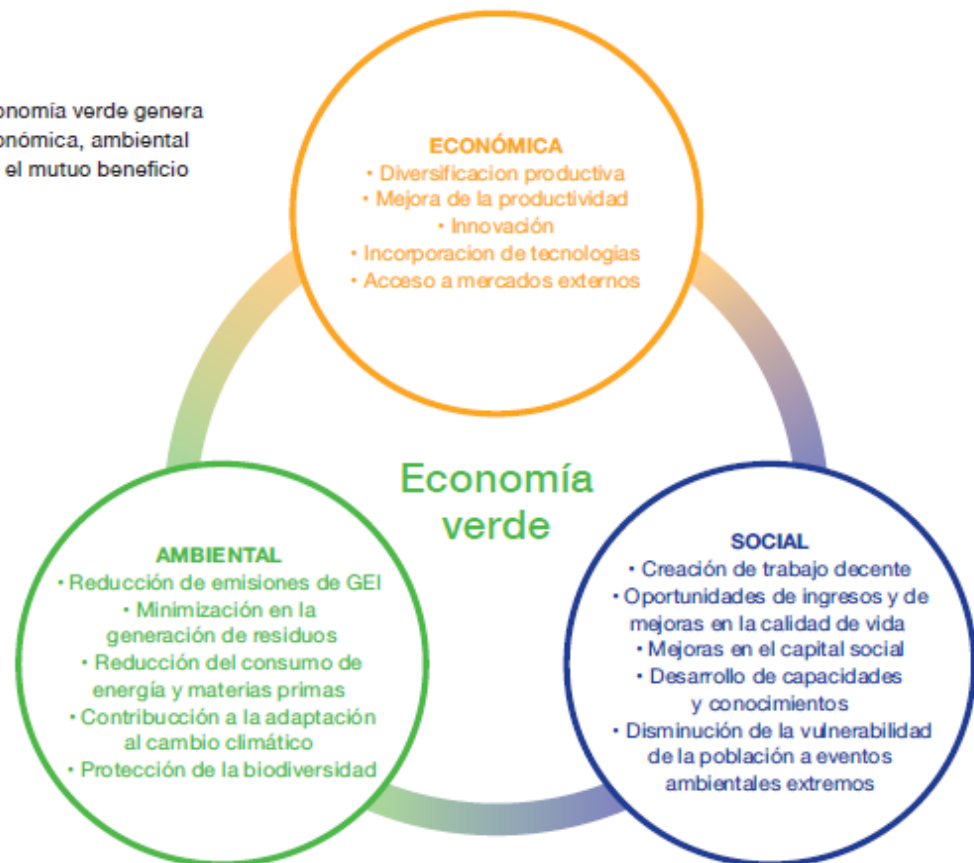 onomía verde genera
onómica, ambiental
el mutuo beneficio
ECONÓMICA
• Diversificacion productiva
• Mejora de la productividad
• Innovación
• Incorporacion de tecnologias
• Acceso a mercados externos
Economía
verde
AMBIENTAL
• Reducción de emisiones de GEI
• Minimización en la
generación de residuos
• Reducción del consumo de
energía y materias primas
• Contribucción a la adaptación
al cambio climático
• Protección de la biodiversidad
SOCIAL
• Creación de trabajo decente
• Oportunidades de ingresos y de
mejoras en la calidad de vida
• Mejoras en el capital social
• Desarrollo de capacidades
y conocimientos
• Disminución de la vulnerabilidad
de la población a eventos
ambientales extremos